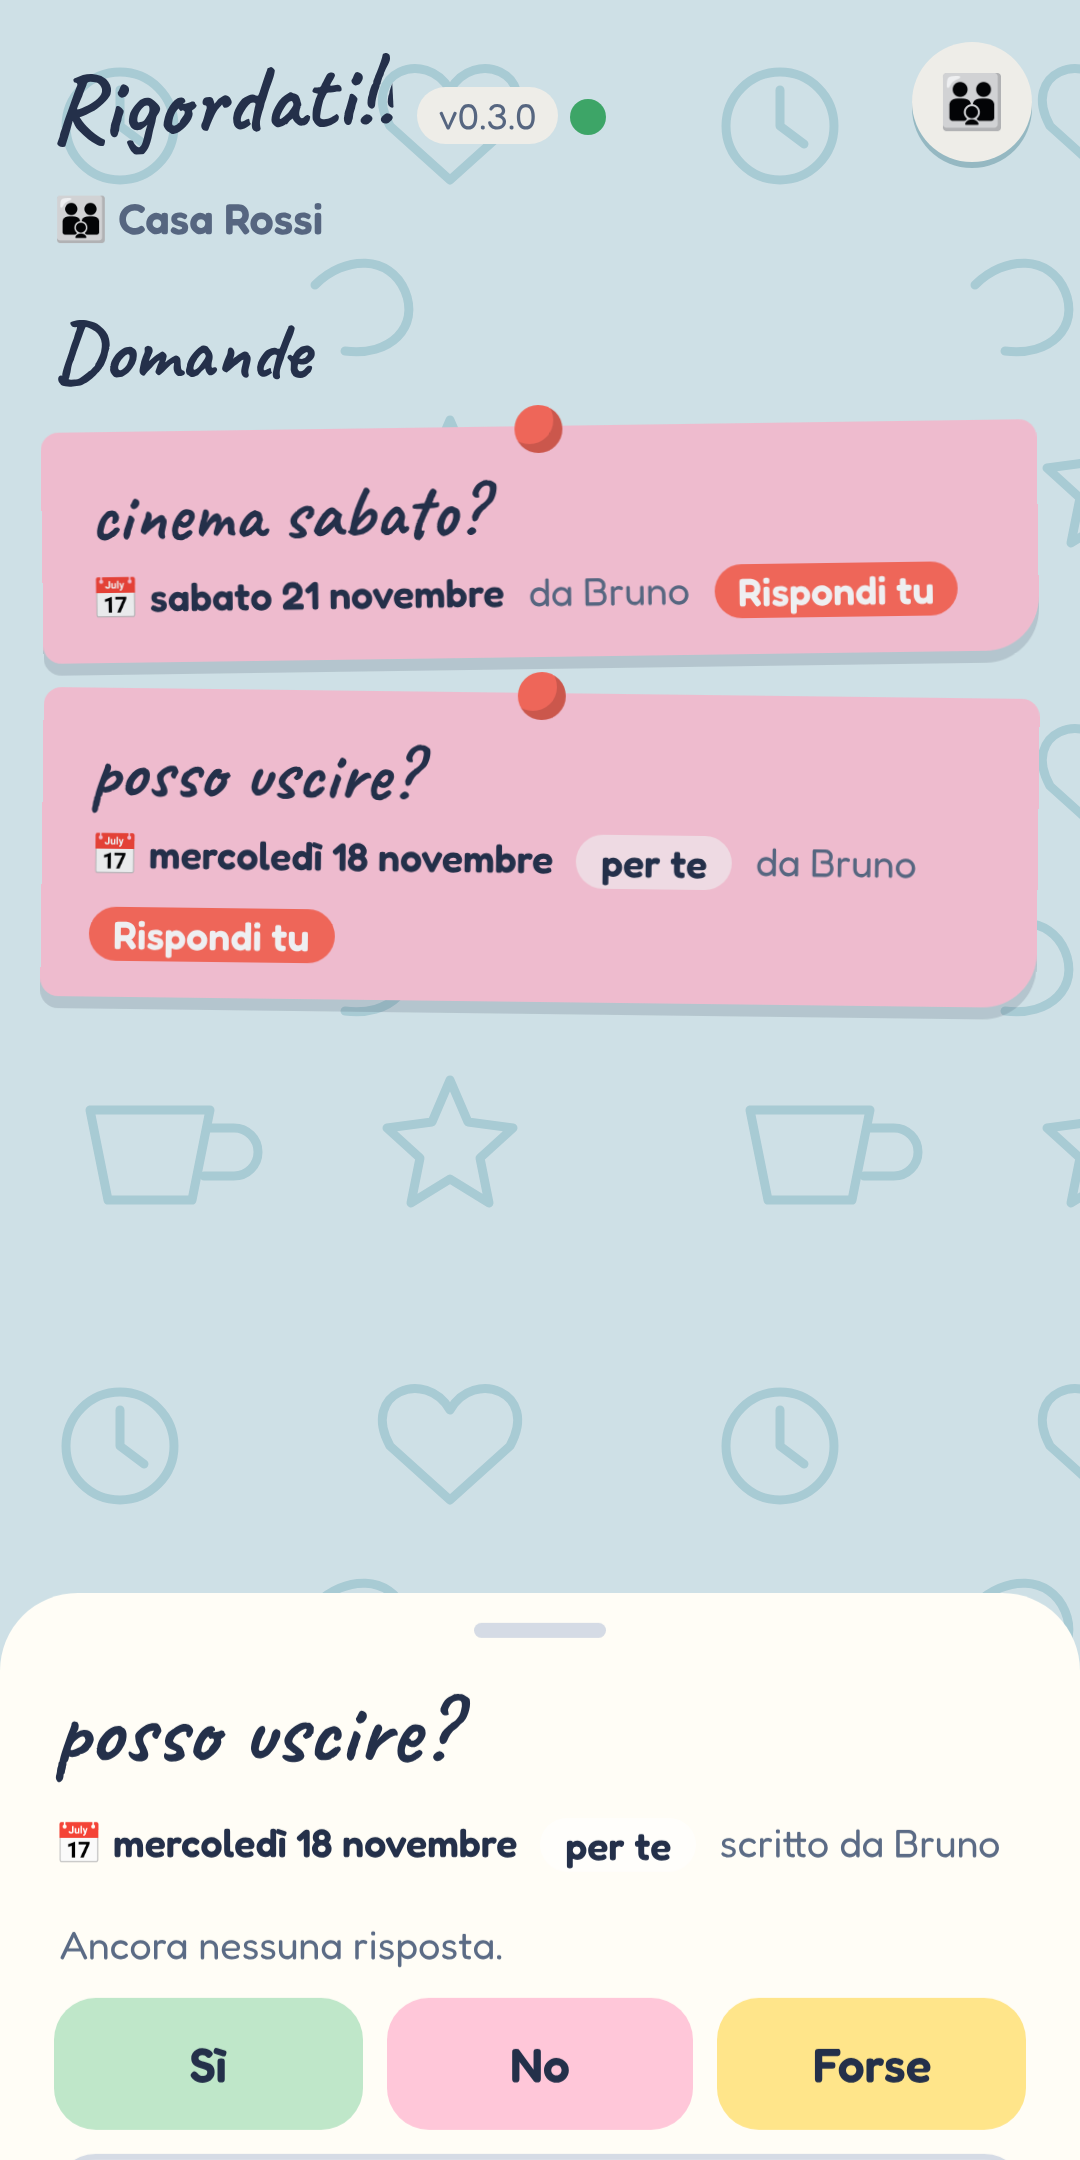 Rigordati!!
v0.3.0
Casa Rossi
Domande
cinema sabato?
July 17 sabato 21 novembre da Bruno Rispondi tu
posso uscire?
July 17 mercoledì 18 novembre per te da Bruno
Rispondi tu
posso uscire?
July 17 mercoledì 18 novembre per te scritto da Bruno
Ancora nessuna risposta.
Sì No Forse